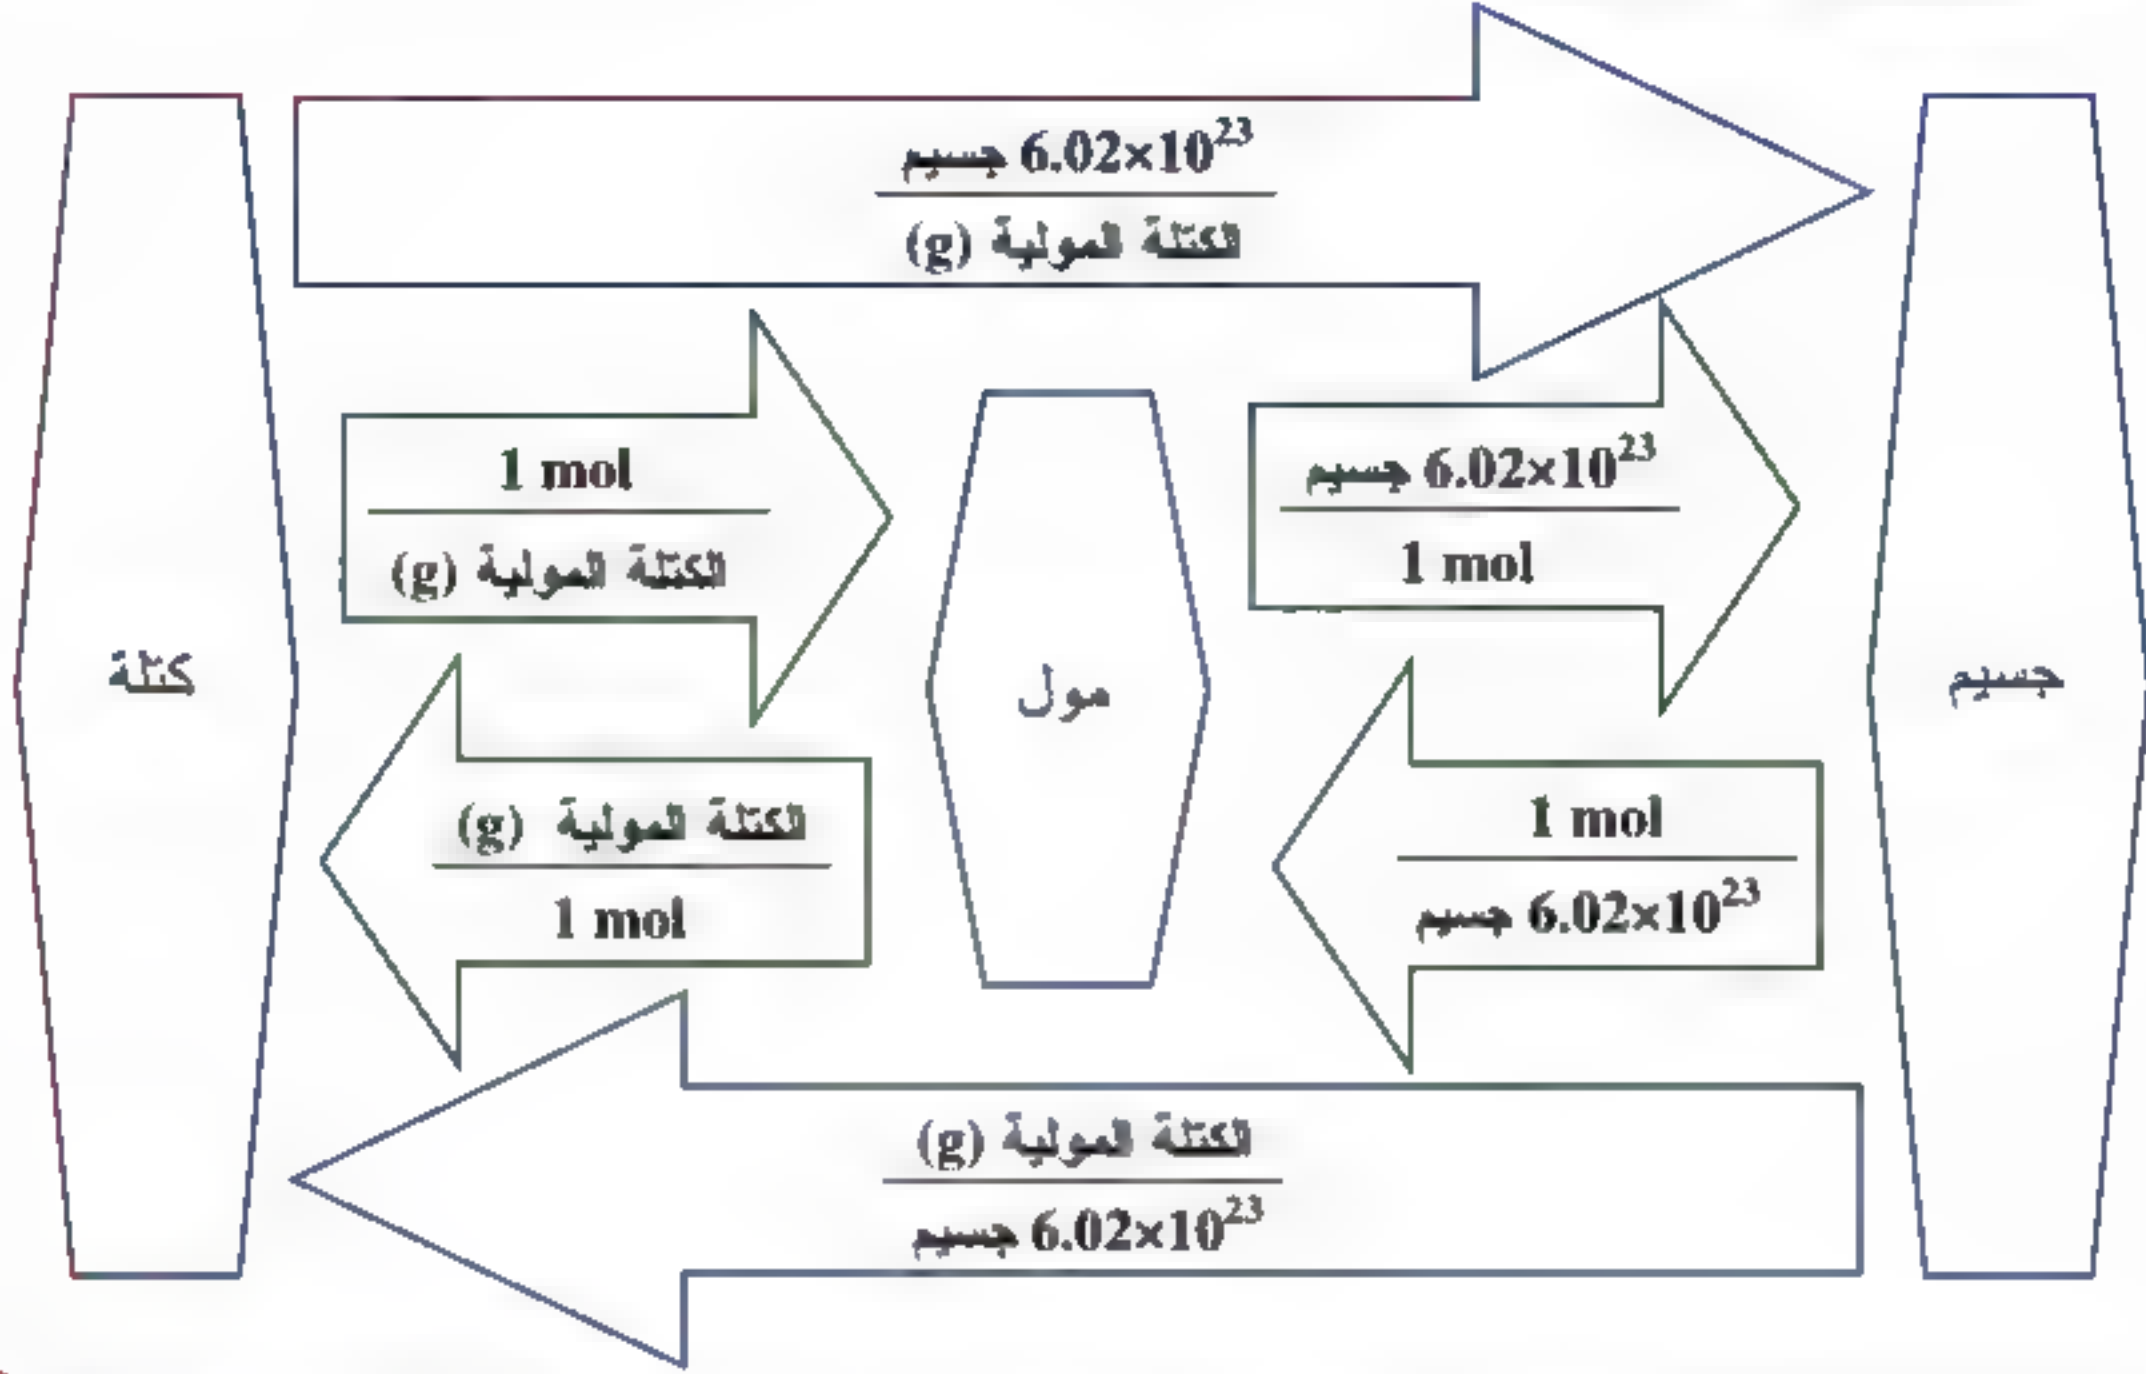 6.02×10²³ جسيم
الكتلة المولية (g)
1 mol
الكتلة المولية (g)
6.02×10²³ جسيم
1 mol
كتلة
مول
جسيم
الكتلة المولية (g)
1 mol
1 mol
6.02×10²³ جسيم
الكتلة المولية (g)
6.02×10²³ جسيم